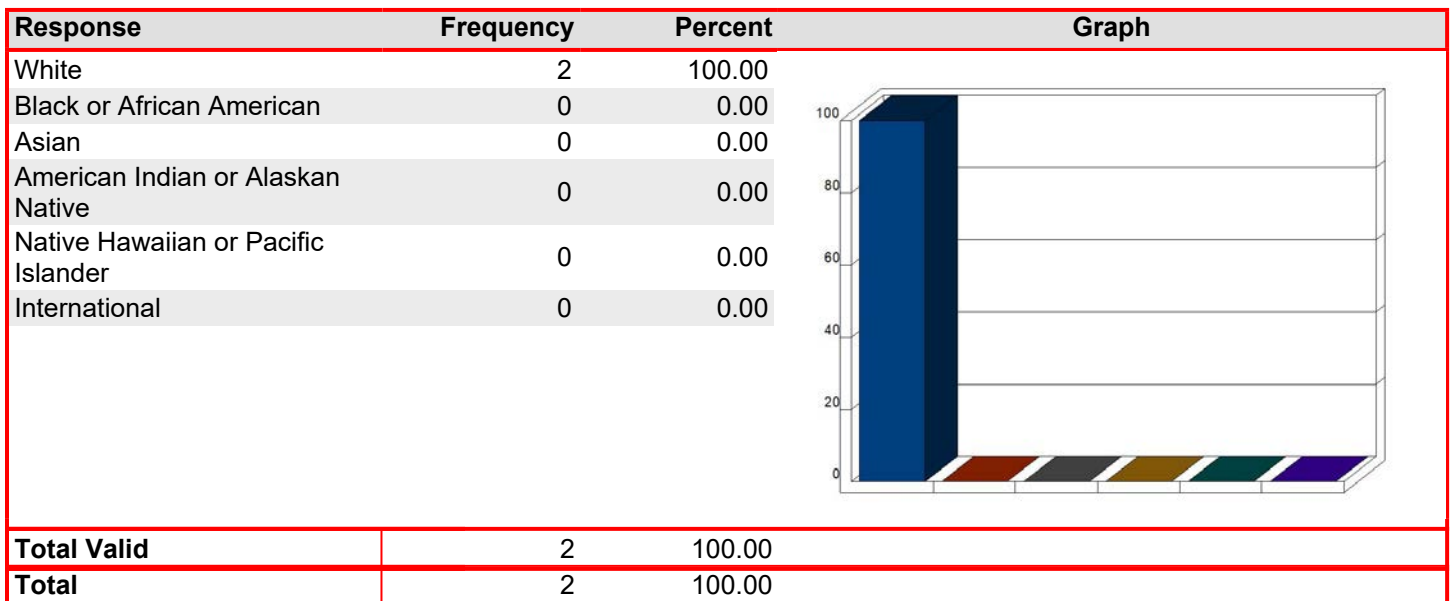 Response Frequency Percent Graph
White 2 100.00
Black or African American 0 0.00
Asian 0 0.00
American Indian or Alaskan
Native 0 0.00
Native Hawaiian or Pacific
Islander 0 0.00
International 0 0.00
100
80
60
40
20
0
Total Valid 2 100.00
Total 2 100.00